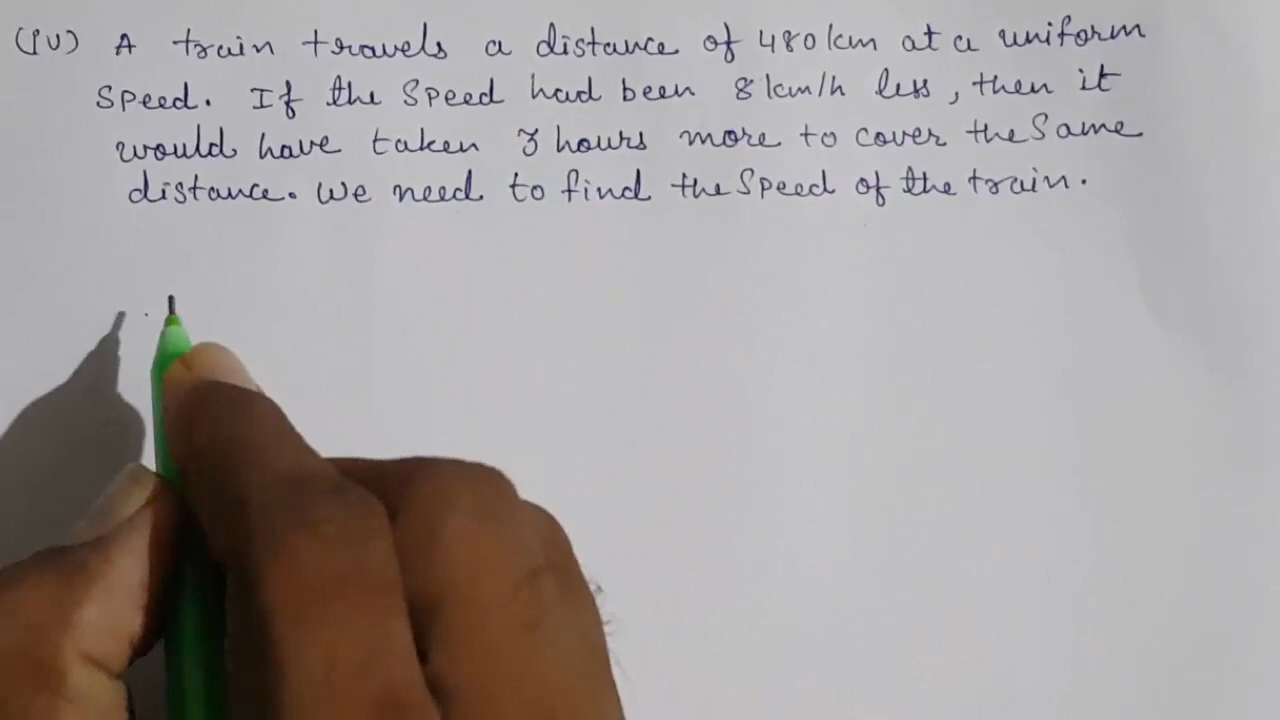 (IV) A train travels a distance of 480 km at a uniform
speed. If the speed had been 8 km/h less, then it
would have taken 3 hours more to cover the same
distance. We need to find the speed of the train.